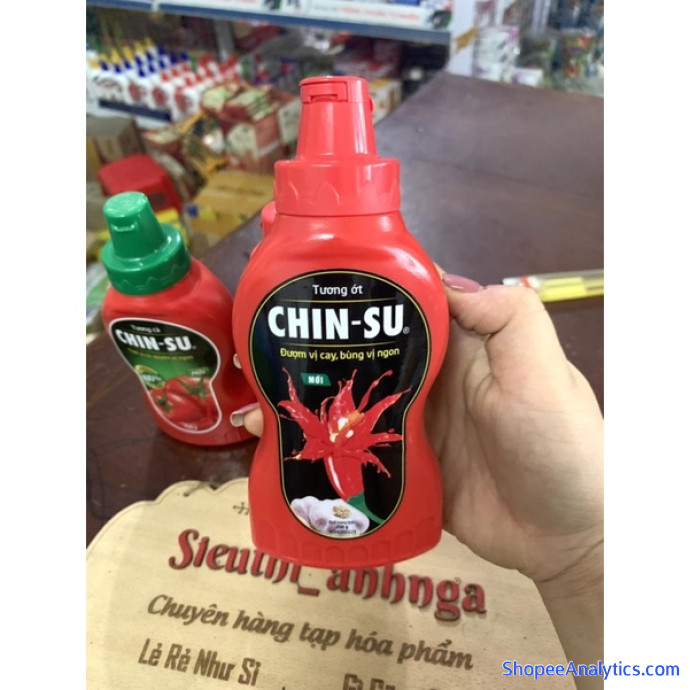 Tương ớt
CHIN-SU®
Đượm vị cay, bùng vị ngon
MỚI
Tương cà
CHIN-SU®
Sieuthi_anhnga
Chuyên hàng tạp hóa phẩm
Lẻ Rẻ Như Sỉ
ShopeeAnalytics.com